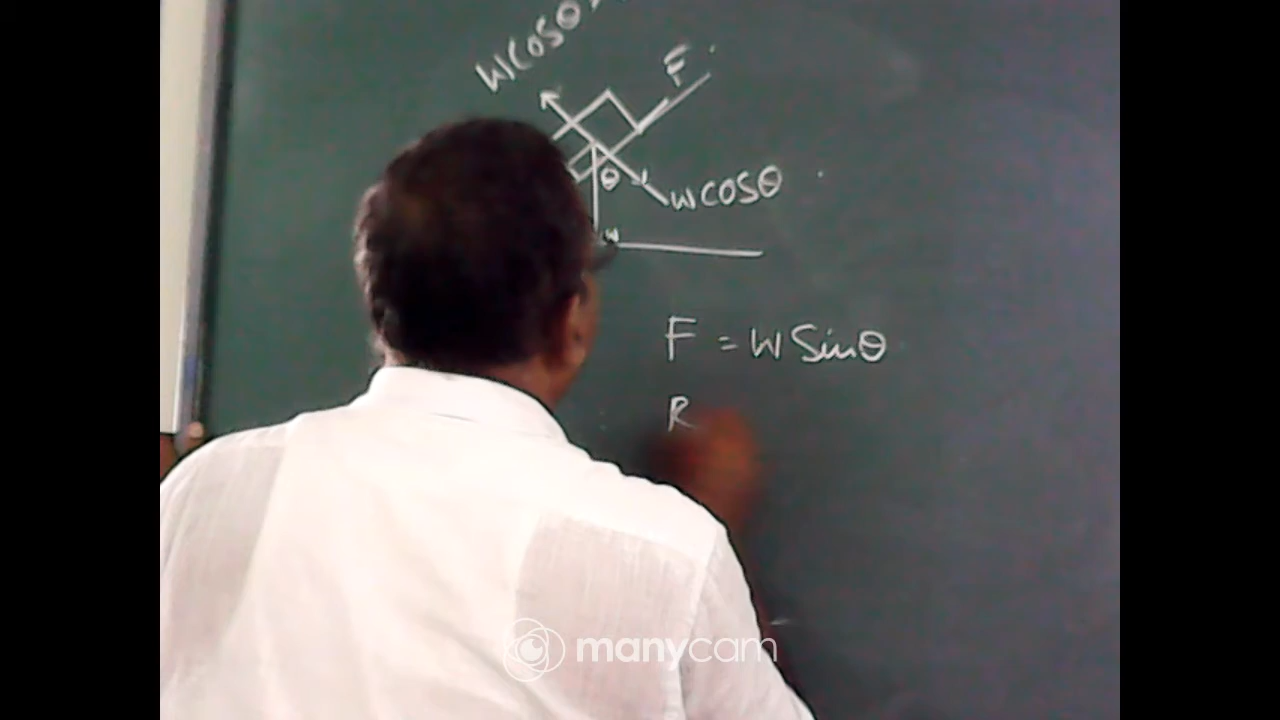 WCOSθ
F
θ
WCOSθ
W
F = W Sinθ
R
manycam